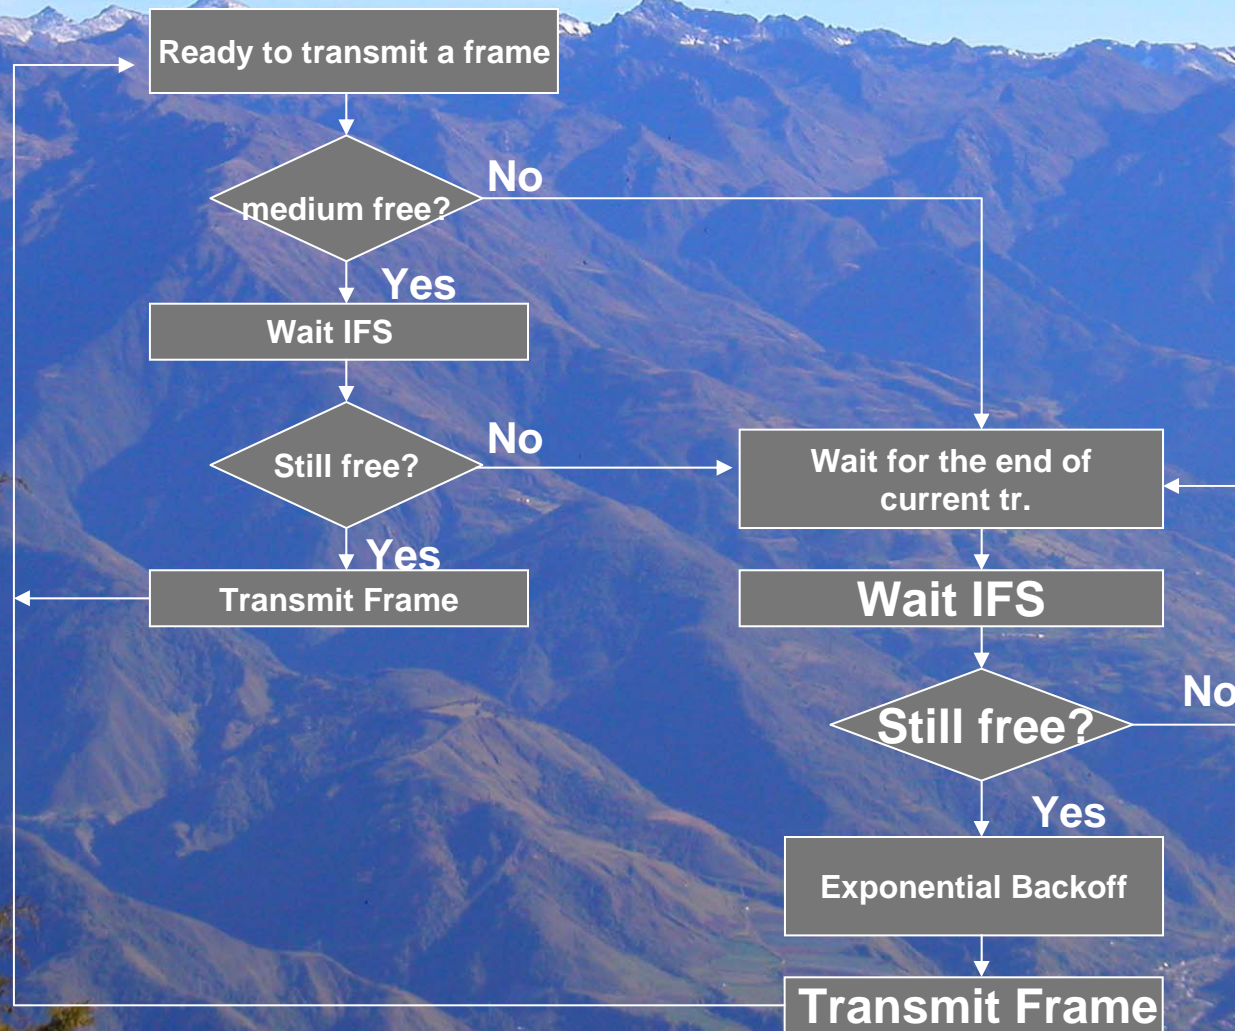 Ready to transmit a frame
No
medium free?
Yes
Wait IFS
No
Still free?
Wait for the end of
current tr.
Yes
Transmit Frame
Wait IFS
No
Still free?
Yes
Exponential Backoff
Transmit Frame